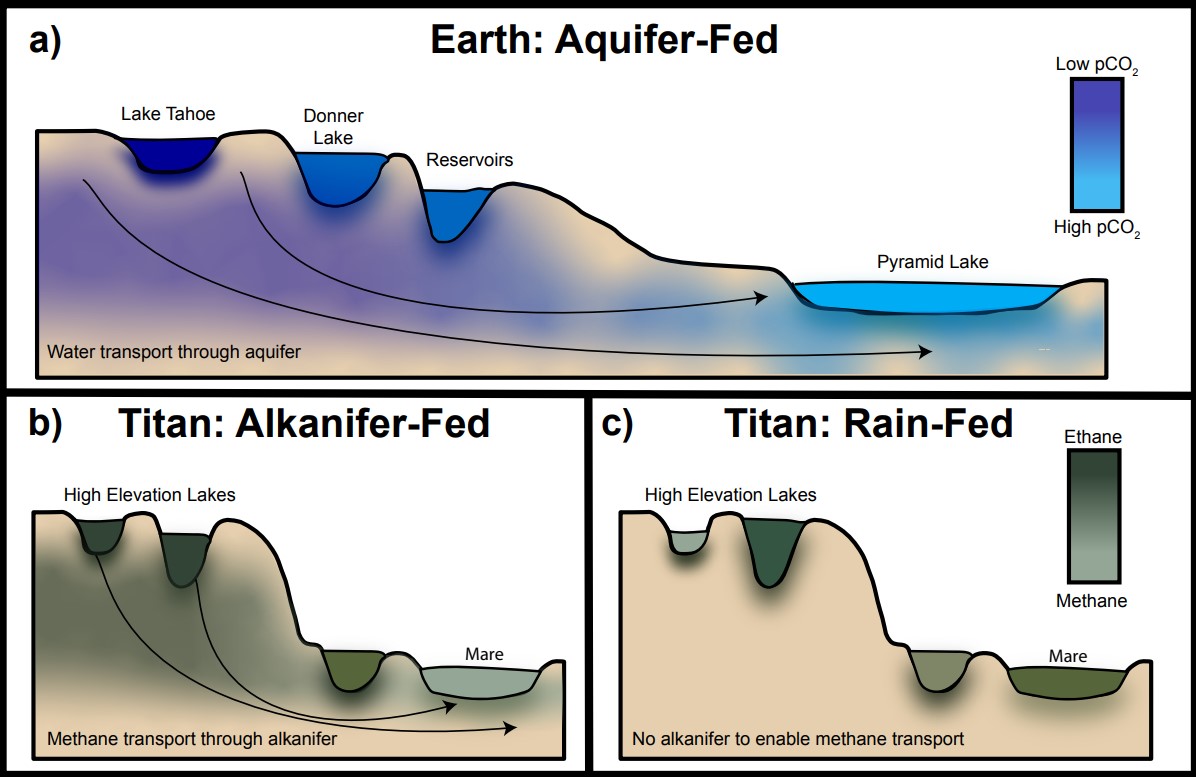 a)
Earth: Aquifer-Fed
Low pCO₂
Lake Tahoe
Donner
Lake
Reservoirs
High pCO₂
Pyramid Lake
Water transport through aquifer
b)
Titan: Alkanifer-Fed
High Elevation Lakes
Mare
Methane transport through alkanifer
c)
Titan: Rain-Fed
Ethane
High Elevation Lakes
Methane
Mare
No alkanifer to enable methane transport